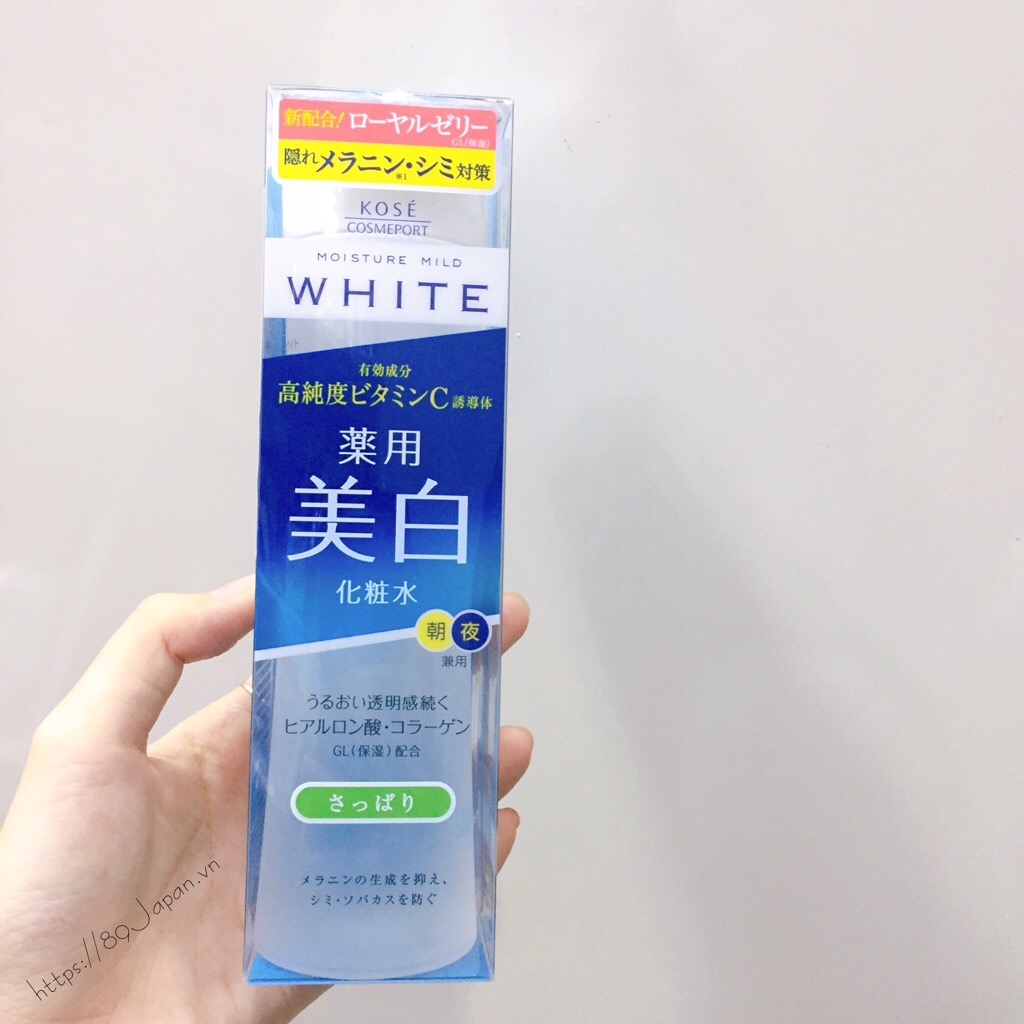 新配合! ローヤルゼリー
GL(保湿)
隠れメラニン・シミ対策
※1
KOSÉ
COSMEPORT
MOISTURE MILD
WHITE
有効成分
高純度ビタミンC誘導体
薬用
美白
化粧水
朝 夜
兼用
うるおい透明感続く
ヒアルロン酸・コラーゲン
GL(保湿)配合
さっぱり
メラニンの生成を抑え、
シミ・ソバカスを防ぐ
https://89Japan.vn